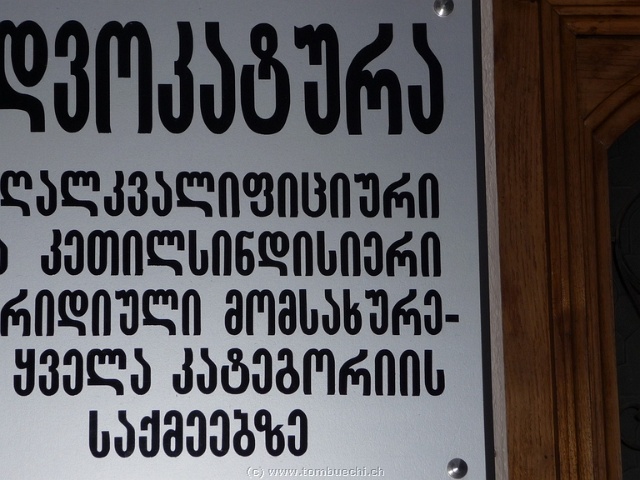 დვოკატურა
ღალკვალიფიციური
კეთილსინდისიერი
რიდიული მომსახურე-
ყველა კატეგორიის
საქმეებზე
(c) www.tombuechi.ch